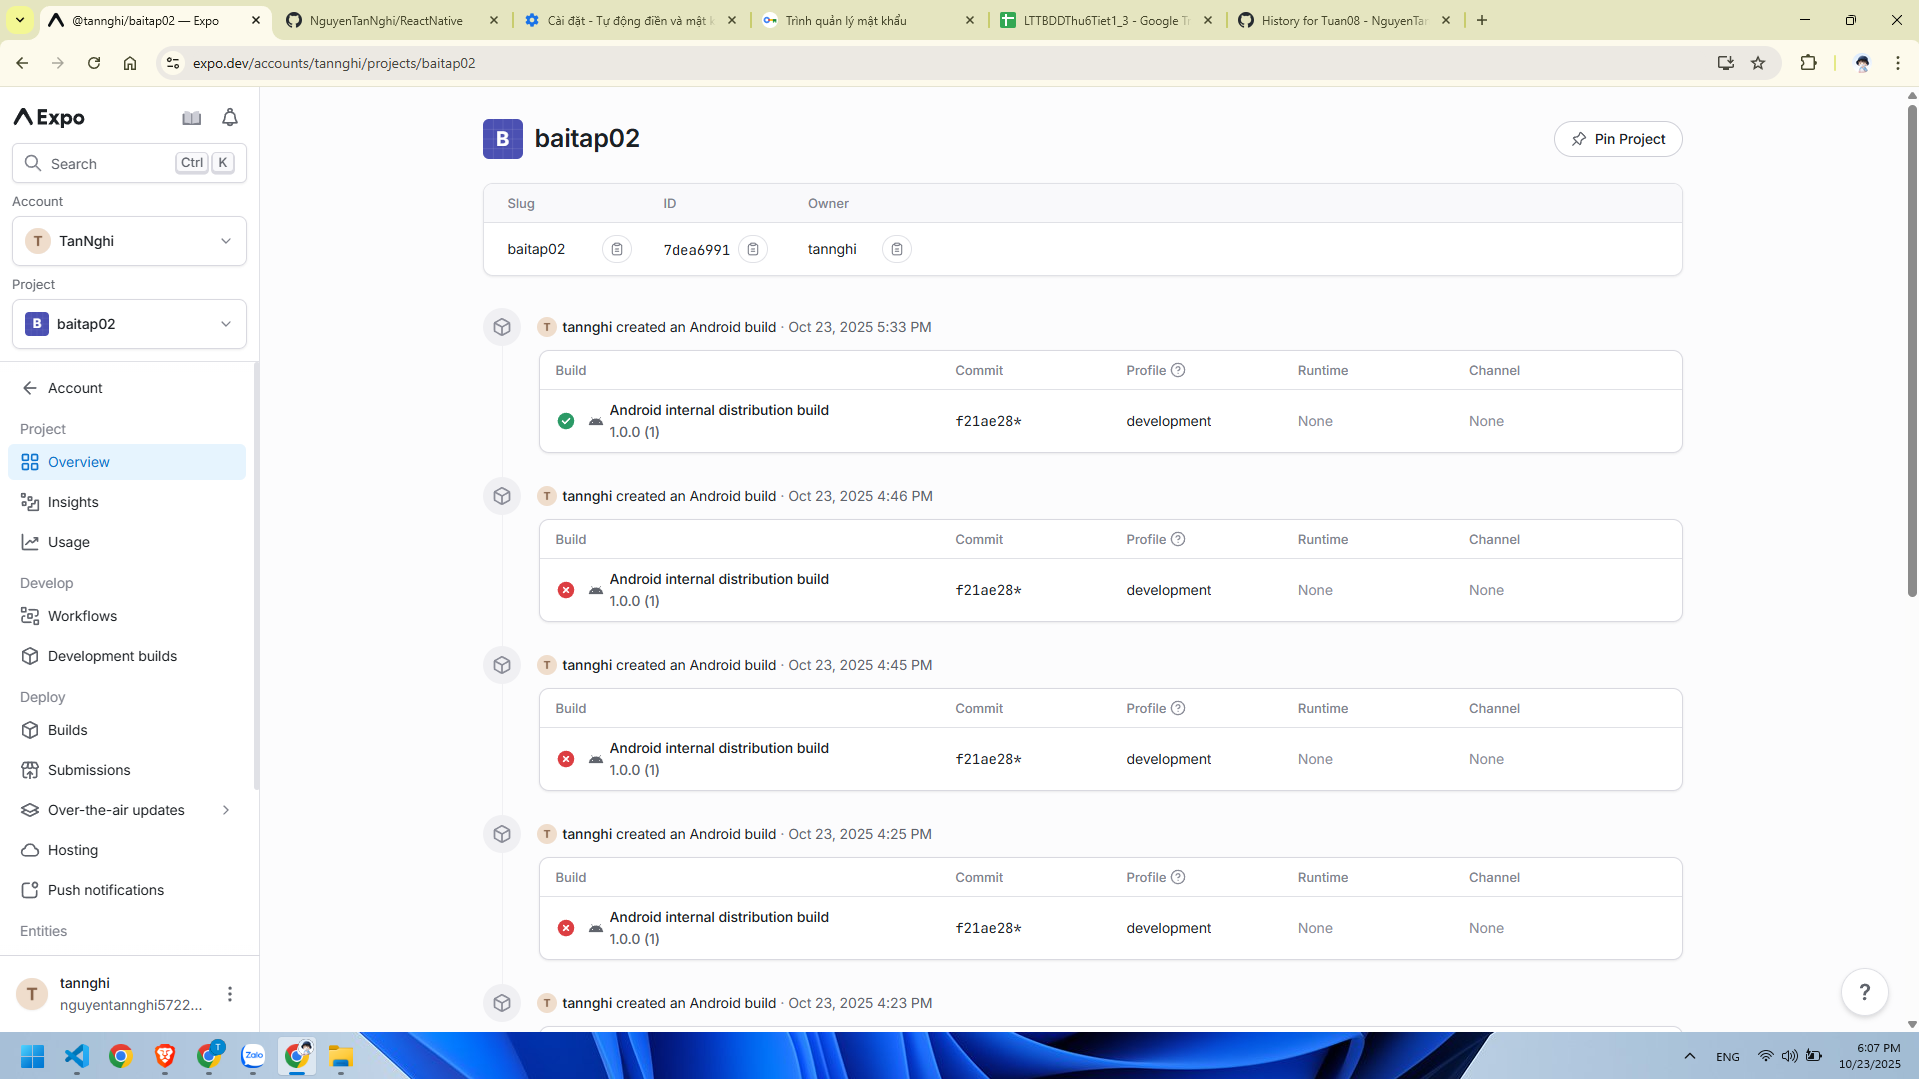 @tannghi/baitap02 — Expo
NguyenTanNghi/ReactNative
Cài đặt - Tự động điền và mật k
Trình quản lý mật khẩu
LTTBDDThu6Tiet1_3 - Google Tr
History for Tuan08 - NguyenTan
expo.dev/accounts/tannghi/projects/baitap02
Expo
Search
Ctrl K
Account
T TanNghi
Project
B baitap02
Account
Project
Overview
Insights
Usage
Develop
Workflows
Development builds
Deploy
Builds
Submissions
Over-the-air updates
Hosting
Push notifications
Entities
T
tannghi
nguyentannghi5722...
B baitap02
Pin Project
Slug ID Owner
baitap02 7dea6991 tannghi
T tannghi created an Android build · Oct 23, 2025 5:33 PM
Build Commit Profile ? Runtime Channel
Android internal distribution build
1.0.0 (1)
f21ae28* development None None
T tannghi created an Android build · Oct 23, 2025 4:46 PM
Build Commit Profile ? Runtime Channel
Android internal distribution build
1.0.0 (1)
f21ae28* development None None
T tannghi created an Android build · Oct 23, 2025 4:45 PM
Build Commit Profile ? Runtime Channel
Android internal distribution build
1.0.0 (1)
f21ae28* development None None
T tannghi created an Android build · Oct 23, 2025 4:25 PM
Build Commit Profile ? Runtime Channel
Android internal distribution build
1.0.0 (1)
f21ae28* development None None
T tannghi created an Android build · Oct 23, 2025 4:23 PM
?
T
Zalo
ENG
6:07 PM
10/23/2025